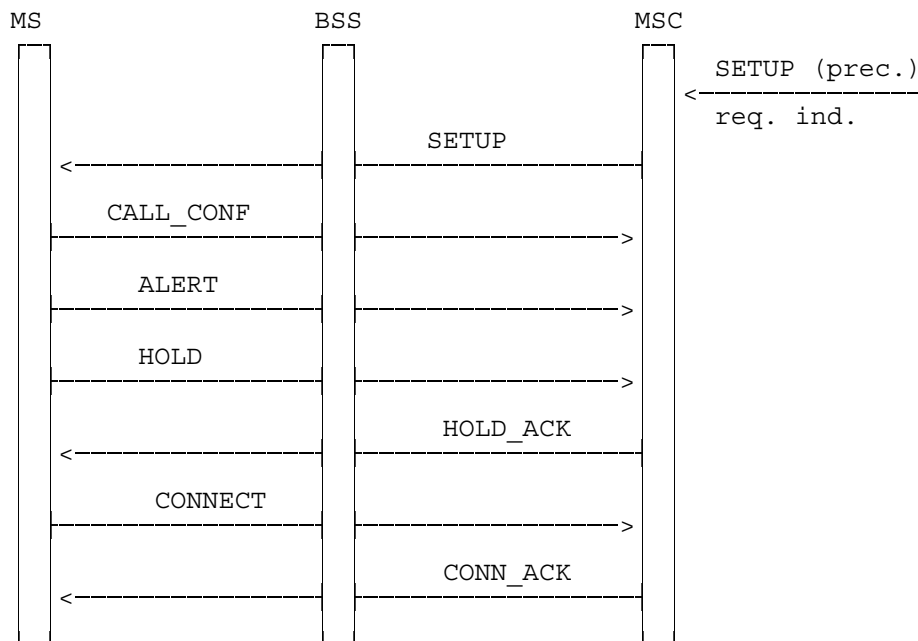 MS BSS MSC
SETUP (prec.)
req. ind.
SETUP
CALL_CONF
ALERT
HOLD
HOLD_ACK
CONNECT
CONN_ACK